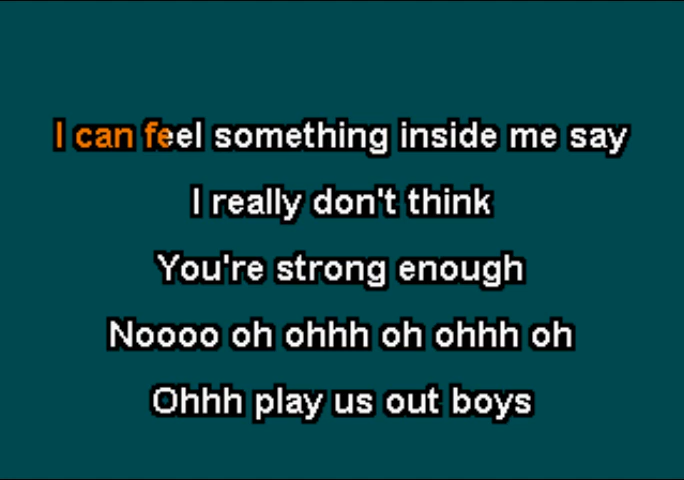 I can feel something inside me say
I really don't think
You're strong enough
Noooo oh ohhh oh ohhh oh
Ohhh play us out boys